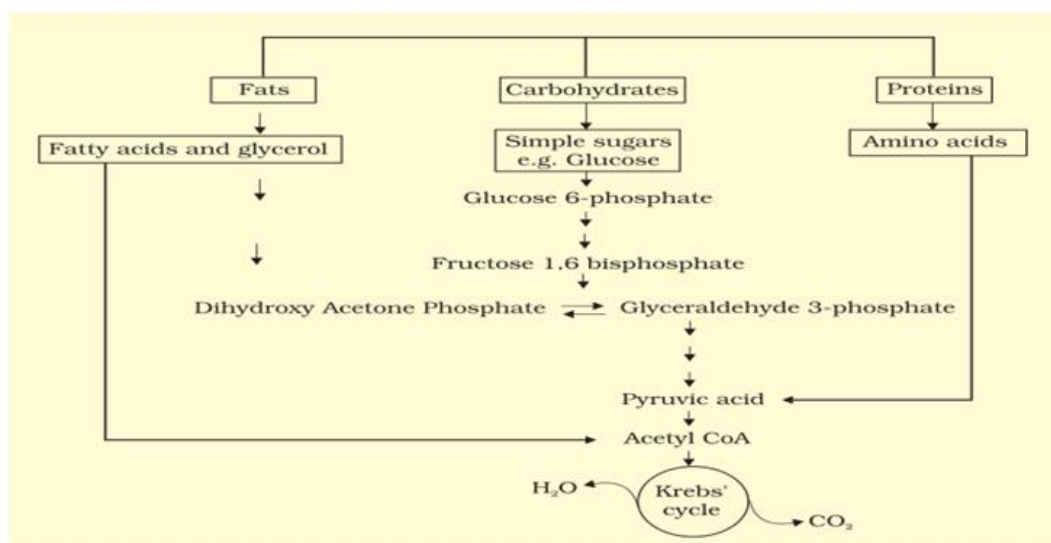 Fats
Carbohydrates
Proteins
Fatty acids and glycerol
Simple sugars
e.g. Glucose
Amino acids
Glucose 6-phosphate
Fructose 1,6 bisphosphate
Dihydroxy Acetone Phosphate
Glyceraldehyde 3-phosphate
Pyruvic acid
Acetyl CoA
H₂O
Krebs'
cycle
CO₂